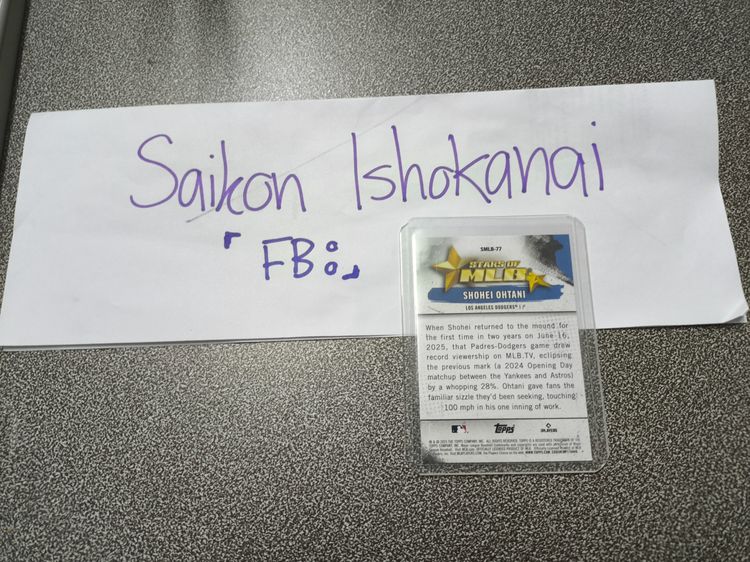 Saikon Ishokanai
「FB:」
SMLB-77
STARS OF
MLB
SHOHEI OHTANI
LOS ANGELES DODGERS® | P
When Shohei returned to the mound for
the first time in two years on June 16,
2025, that Padres-Dodgers game drew
record viewership on MLB.TV, eclipsing
the previous mark (a 2024 Opening Day
matchup between the Yankees and Astros)
by a whopping 28%. Ohtani gave fans the
familiar sizzle they'd been seeking, touching
100 mph in his one inning of work.
Topps
PLAYERS